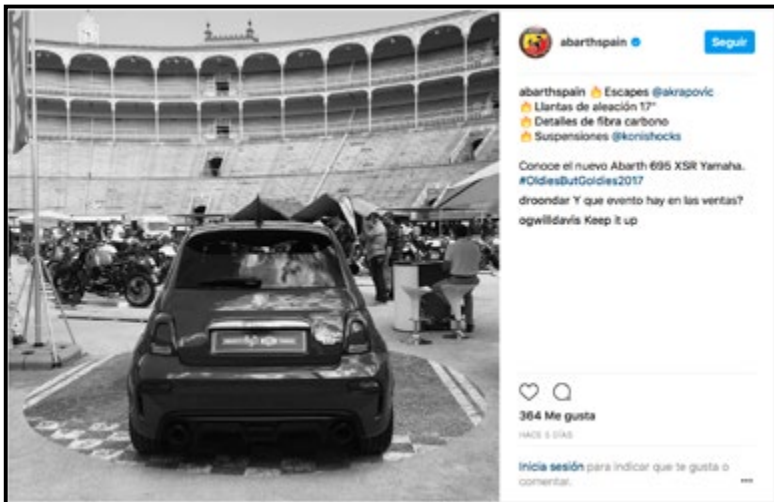 abarthspain
Seguir
abarthspain 🔥 Escapes @akrapovic
🔥 Llantas de aleación 17"
🔥 Detalles de fibra carbono
🔥 Suspensiones @konishocks
Conoce el nuevo Abarth 695 XSR Yamaha.
#OldiesButGoldies2017
droondar Y que evento hay en las ventas?
ogwilldavis Keep it up
364 Me gusta
HACE 5 DÍAS
Inicia sesión para indicar que te gusta o
comentar.